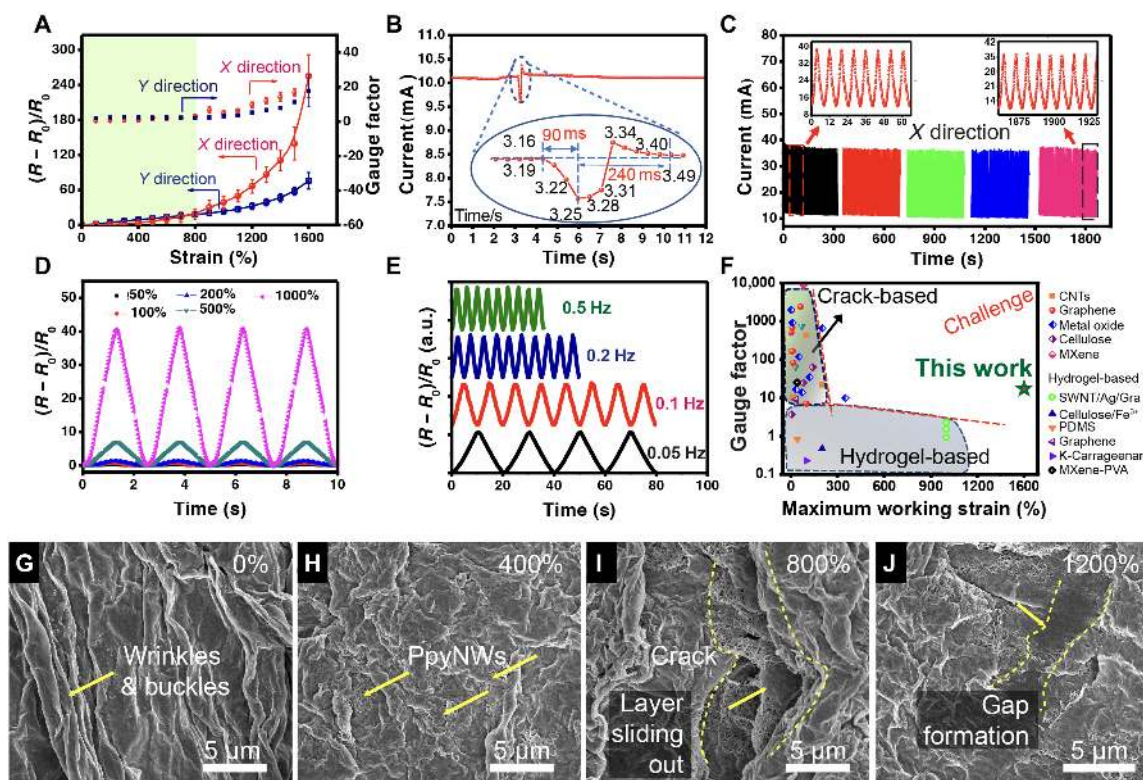 A
300
240
180
120
60
0
(R − R0)/R0
40
20
0
−20
−40
−60
Gauge factor
X direction
Y direction
X direction
Y direction
0 400 800 1200 1600
Strain (%)
B
11.0
10.5
10.0
9.5
9.0
8.5
8.0
7.5
7.0
Current (mA)
3.16 90 ms 3.34
3.40
3.19
240 ms 3.49
3.22
3.31
3.25 3.28
Time/s
0 1 2 3 4 5 6 7 8 9 10 11 12
Time (s)
C
80
70
60
50
40
30
20
10
Current (mA)
40
32
24
16
8
0 12 24 36 48 60
42
34
24
14
1875 1900 1925
X direction
0 300 600 900 1200 1500 1800
Time (s)
D
50
40
30
20
10
0
(R − R0)/R0
50% 200% 1000%
100% 500%
0 2 4 6 8 10
Time (s)
E
(R − R0)/R0 (a.u.)
0.5 Hz
0.2 Hz
0.1 Hz
0.05 Hz
0 20 40 60 80 100
Time (s)
F
10,000
1000
100
10
1
0.1
Gauge factor
Crack-based
Challenge
This work
Hydrogel-based
0 300 600 900 1200 1500
Maximum working strain (%)
CNTs
Graphene
Metal oxide
Cellulose
MXene
Hydrogel-based
SWNT/Ag/Gra
Cellulose/Fe3+
PDMS
Graphene
K-Carrageenar
MXene-PVA
G
0%
Wrinkles
& buckles
5 µm
H
400%
PpyNWs
5 µm
I
800%
Crack
Layer
sliding
out
5 µm
J
1200%
Gap
formation
5 µm